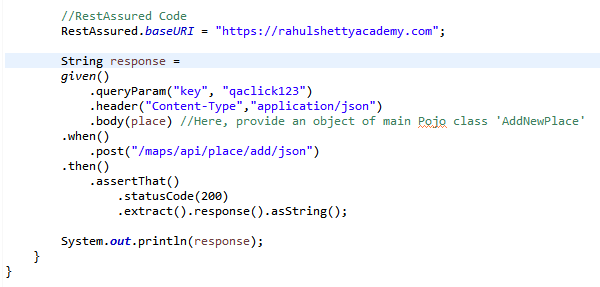 //RestAssured Code
RestAssured.baseURI = "https://rahulshettyacademy.com";
String response =
given()
.queryParam("key", "qaclick123")
.header("Content-Type","application/json")
.body(place) //Here, provide an object of main Pojo class 'AddNewPlace'
.when()
.post("/maps/api/place/add/json")
.then()
.assertThat()
.statusCode(200)
.extract().response().asString();
System.out.println(response);
}
}